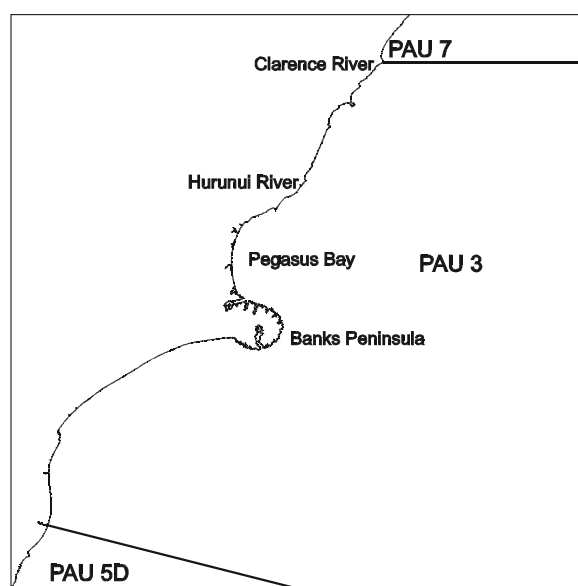 PAU 7
Clarence River
Hurunui River
Pegasus Bay
PAU 3
Banks Peninsula
PAU 5D